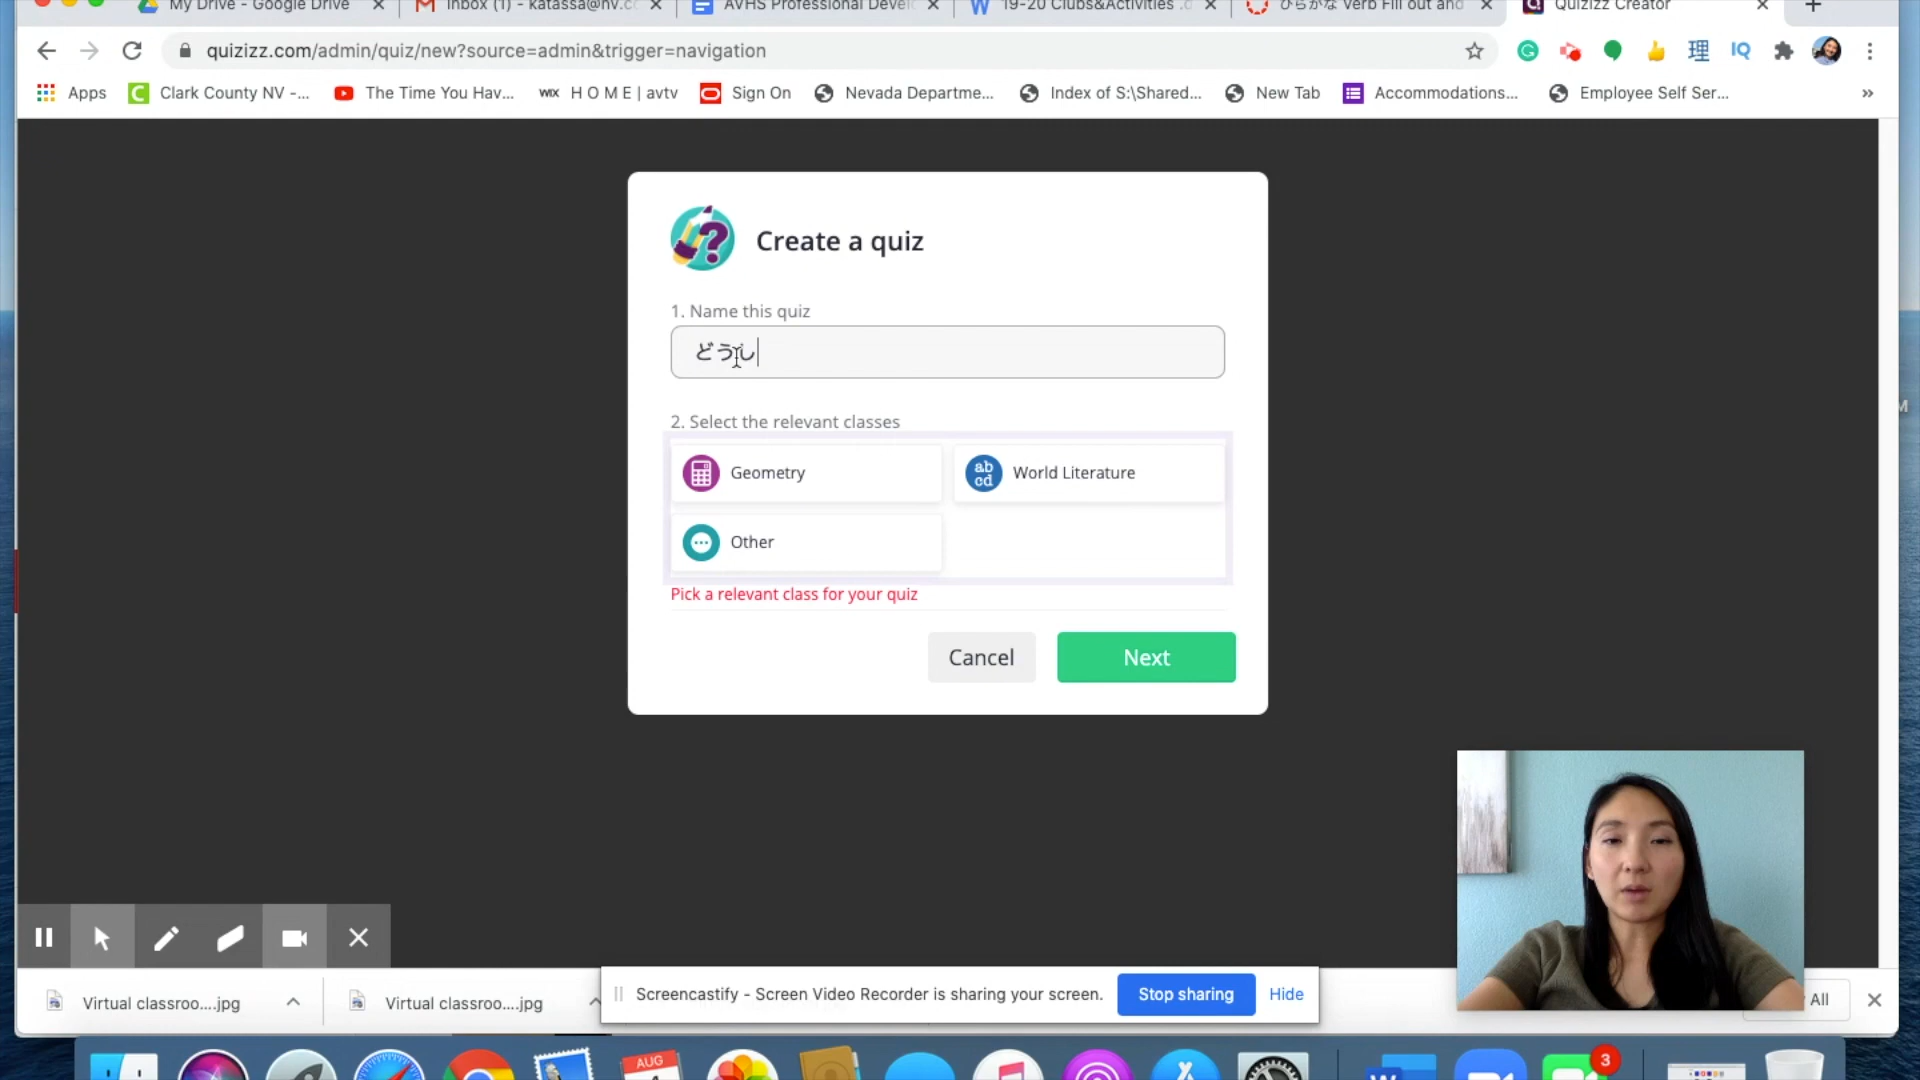 My Drive - Google Drive
Inbox (1) - katassa@nv.c
AVHS Professional Devel
19-20 Clubs&Activities .d
ひらがな Verb Fill out and
Quizizz Creator
quizizz.com/admin/quiz/new?source=admin&trigger=navigation
理
IQ
Apps
Clark County NV -...
The Time You Hav...
WiX
H O M E | avtv
Sign On
Nevada Departme...
Index of S:\Shared...
New Tab
Accommodations...
Employee Self Ser...
»
Create a quiz
1. Name this quiz
どうし
2. Select the relevant classes
Geometry
ab
cd
World Literature
Other
Pick a relevant class for your quiz
Cancel
Next
Virtual classroo....jpg
Virtual classroo....jpg
Screencastify - Screen Video Recorder is sharing your screen.
Stop sharing
Hide
All
AUG
3